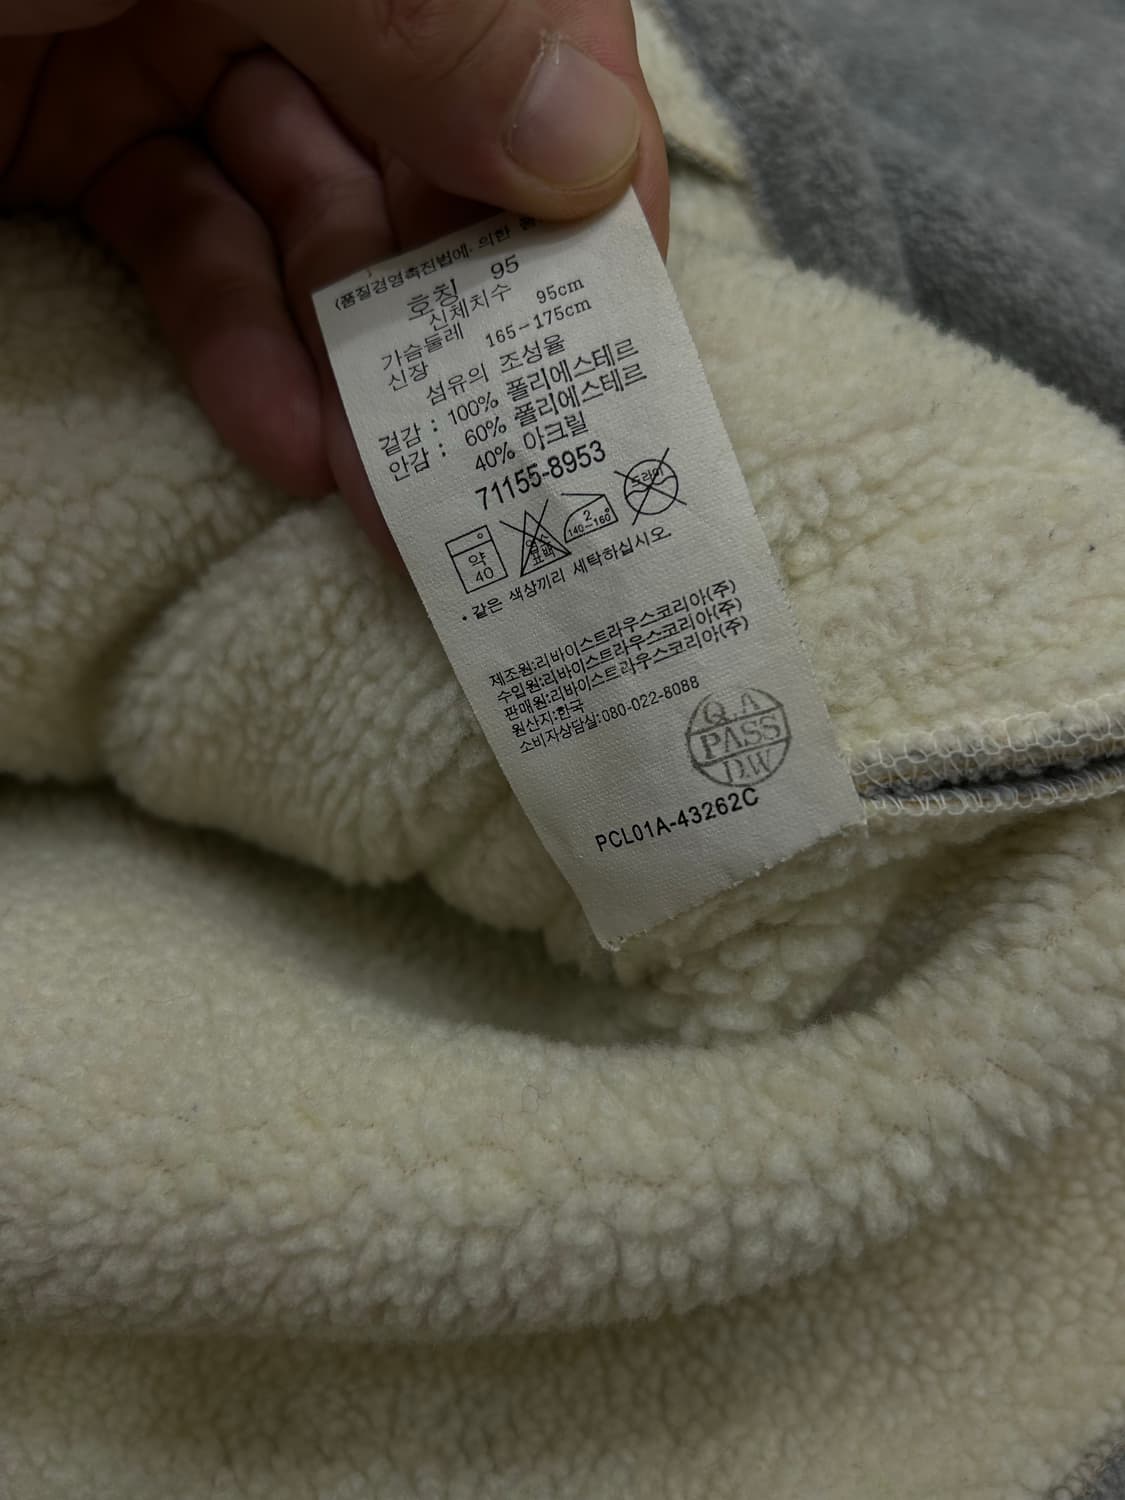 (품질경영촉진법에 의한
호칭 95
신체치수
가슴둘레 95cm
신장 165-175cm
섬유의 조성율
겉감 : 100% 폴리에스테르
안감 : 60% 폴리에스테르
40% 아크릴
71155-8953
약 40
염소 표백
2 140~160°
드라이
· 같은 색상끼리 세탁하십시오.
제조원:리바이스트라우스코리아(주)
수입원:리바이스트라우스코리아(주)
판매원:리바이스트라우스코리아(주)
원산지:한국
소비자상담실:080-022-8088
Q.A
PASS
D.W
PCL01A-43262C